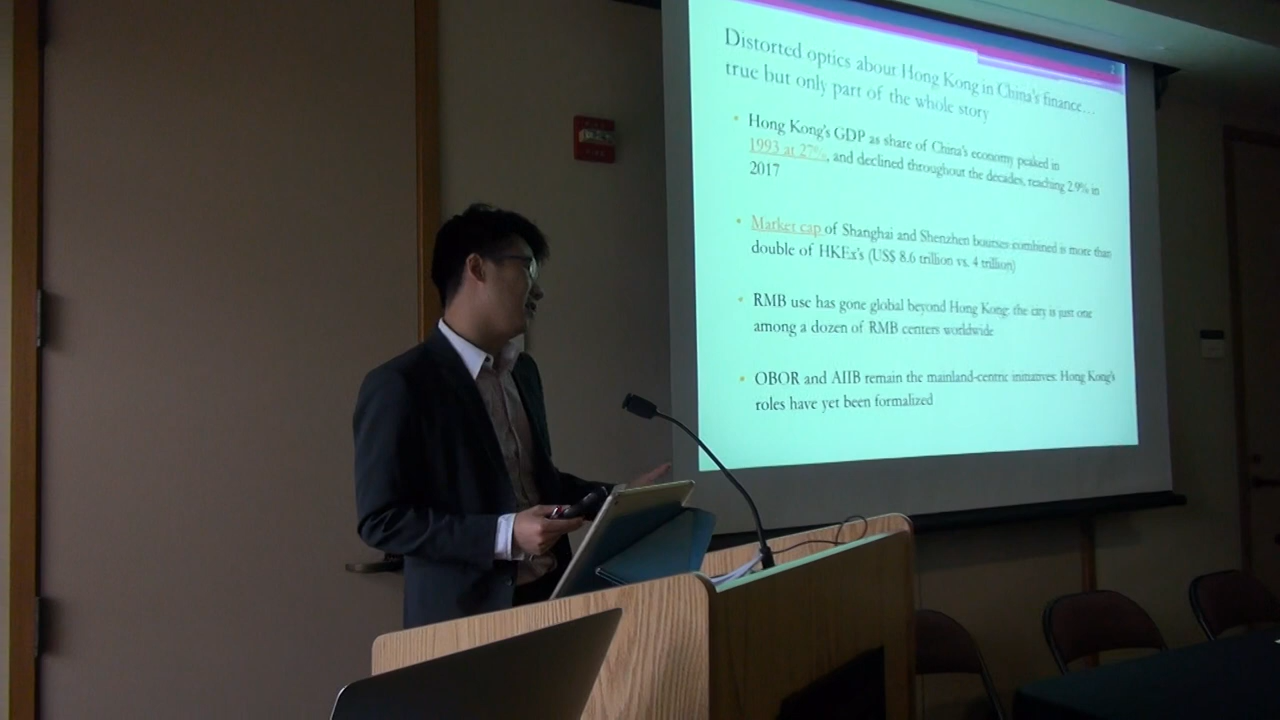 Distorted optics about Hong Kong in China's finance…
true but only part of the whole story
• Hong Kong's GDP as share of China's economy peaked in
1993 at 27%, and declined throughout the decades, reaching 2.9% in
2017
• Market cap of Shanghai and Shenzhen bourses combined is more than
double of HKEx's (US$ 8.6 trillion vs. 4 trillion)
• RMB use has gone global beyond Hong Kong: the city is just one
among a dozen of RMB centers worldwide
• OBOR and AIIB remain the mainland-centric initiatives: Hong Kong's
roles have yet been formalized